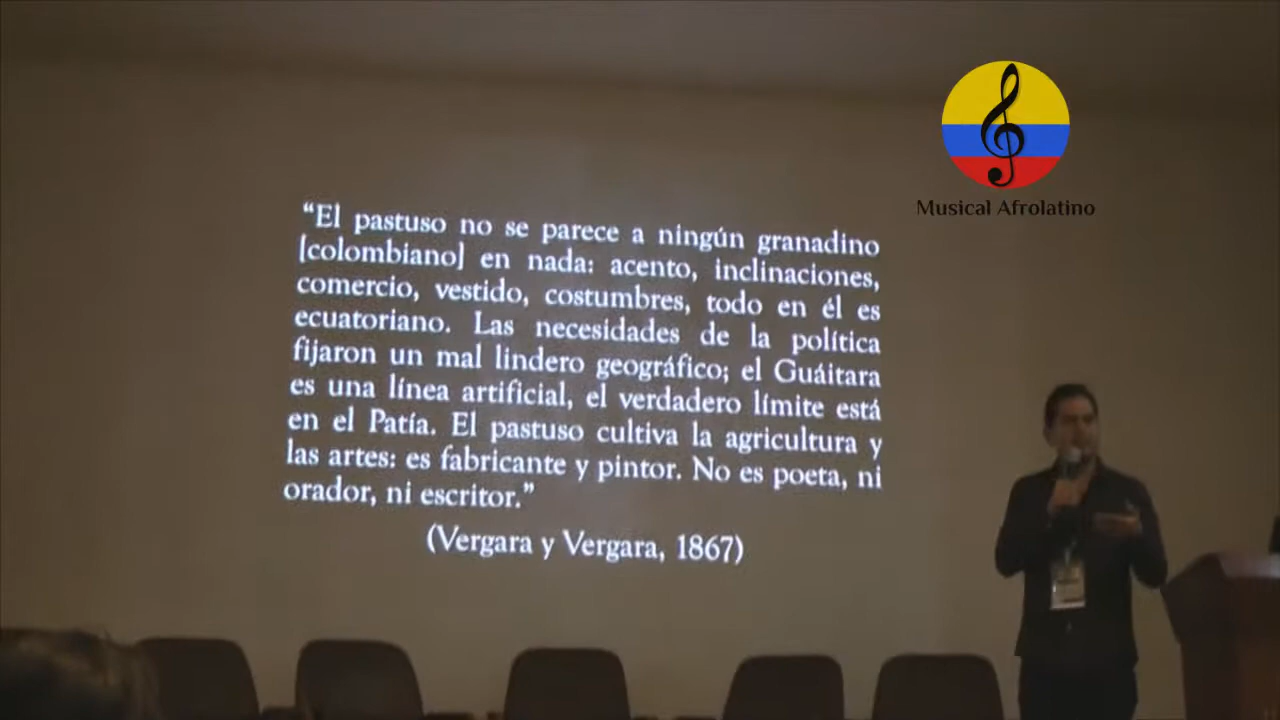 Musical Afrolatino
“El pastuso no se parece a ningún granadino
[colombiano] en nada: acento, inclinaciones,
comercio, vestido, costumbres, todo en él es
ecuatoriano. Las necesidades de la política
fijaron un mal lindero geográfico; el Guáitara
es una línea artificial, el verdadero límite está
en el Patía. El pastuso cultiva la agricultura y
las artes: es fabricante y pintor. No es poeta, ni
orador, ni escritor.”
(Vergara y Vergara, 1867)